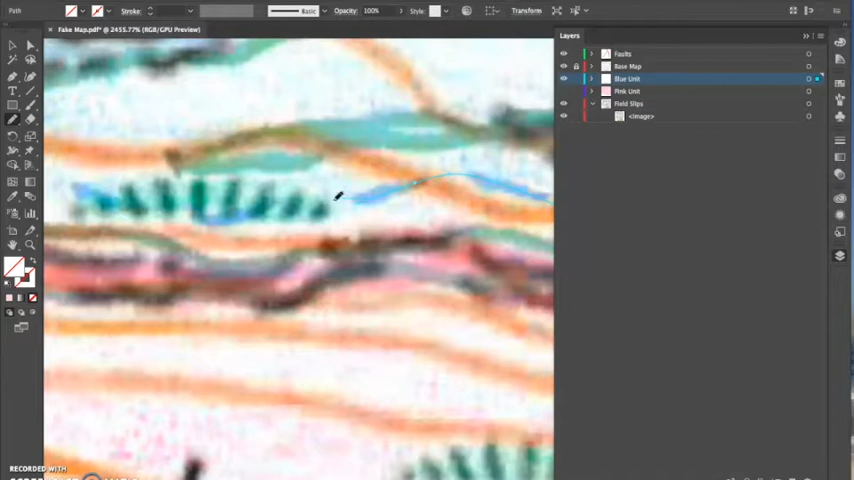 Path
Stroke:
Basic
Opacity: 100%
Style:
Transform
× Fake Map.pdf* @ 2455.77% (RGB/GPU Preview)
Layers
Faults
Base Map
Blue Unit
Pink Unit
Field Slips
<Image>
RECORDED WITH